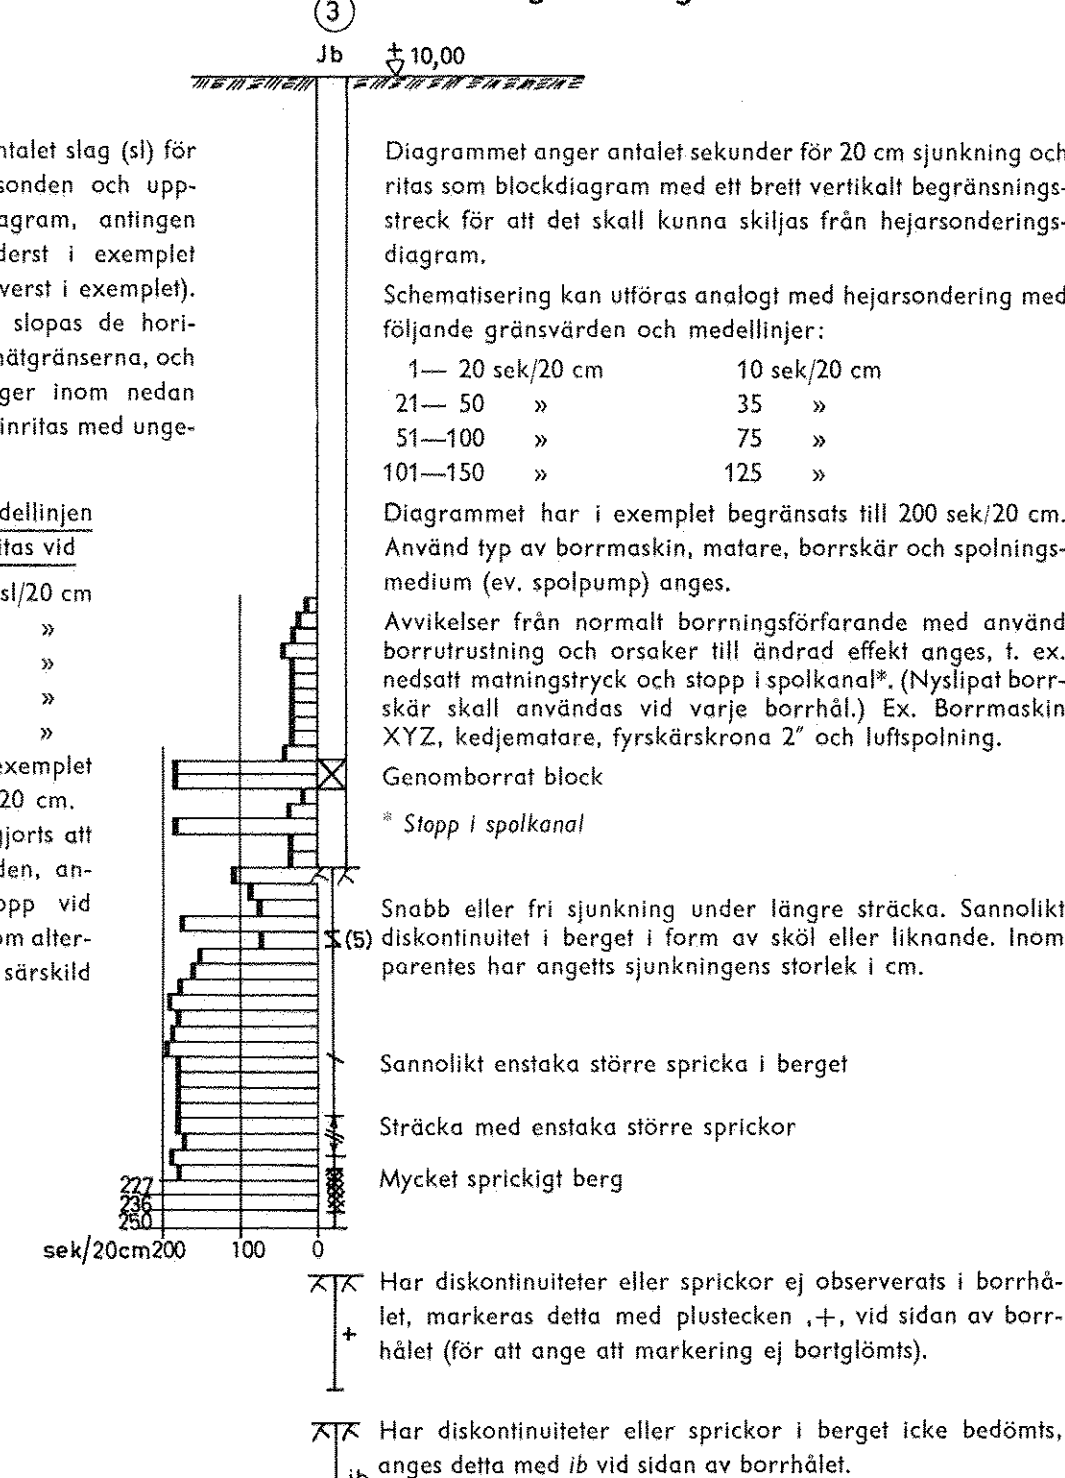 3
Jb
+ 10,00
ntalet slag (sl) för
sonden och upp-
agram, antingen
derst i exemplet
verst i exemplet).
slopas de hori-
nätgränserna, och
ger inom nedan
inritas med unge-
dellinjen
itas vid
sl/20 cm
»
»
»
»
exemplet
20 cm.
gjorts att
den, an-
opp vid
om alter-
särskild
Diagrammet anger antalet sekunder för 20 cm sjunkning och
ritas som blockdiagram med ett brett vertikalt begränsnings-
streck för att det skall kunna skiljas från hejarsonderings-
diagram.
Schematisering kan utföras analogt med hejarsondering med
följande gränsvärden och medellinjer:
1— 20 sek/20 cm 10 sek/20 cm
21— 50 » 35 »
51—100 » 75 »
101—150 » 125 »
Diagrammet har i exemplet begränsats till 200 sek/20 cm.
Använd typ av borrmaskin, matare, borrskär och spolnings-
medium (ev. spolpump) anges.
Avvikelser från normalt borrningsförfarande med använd
borrutrustning och orsaker till ändrad effekt anges, t. ex.
nedsatt matningstryck och stopp i spolkanal*. (Nyslipat borr-
skär skall användas vid varje borrhål.) Ex. Borrmaskin
XYZ, kedjematare, fyrskärskrona 2″ och luftspolning.
Genomborrat block
* Stopp i spolkanal
Snabb eller fri sjunkning under längre sträcka. Sannolikt
(5) diskontinuitet i berget i form av sköl eller liknande. Inom
parentes har angetts sjunkningens storlek i cm.
Sannolikt enstaka större spricka i berget
Sträcka med enstaka större sprickor
Mycket sprickigt berg
227
236
250
sek/20cm 200 100 0
Har diskontinuiteter eller sprickor ej observerats i borrhå-
let, markeras detta med plustecken ,+, vid sidan av borr-
+
hålet (för att ange att markering ej bortglömts).
Har diskontinuiteter eller sprickor i berget icke bedömts,
ib anges detta med ib vid sidan av borrhålet.